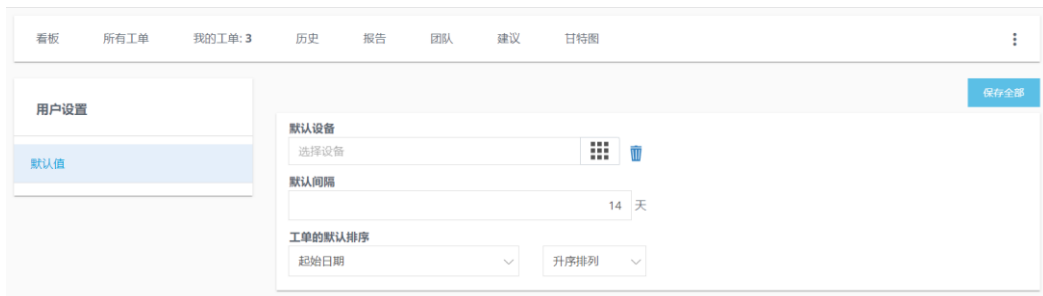 看板 所有工单 我的工单: 3 历史 报告 团队 建议 甘特图
保存全部
用户设置
默认值
默认设备
选择设备
默认间隔
14 天
工单的默认排序
起始日期 升序排列